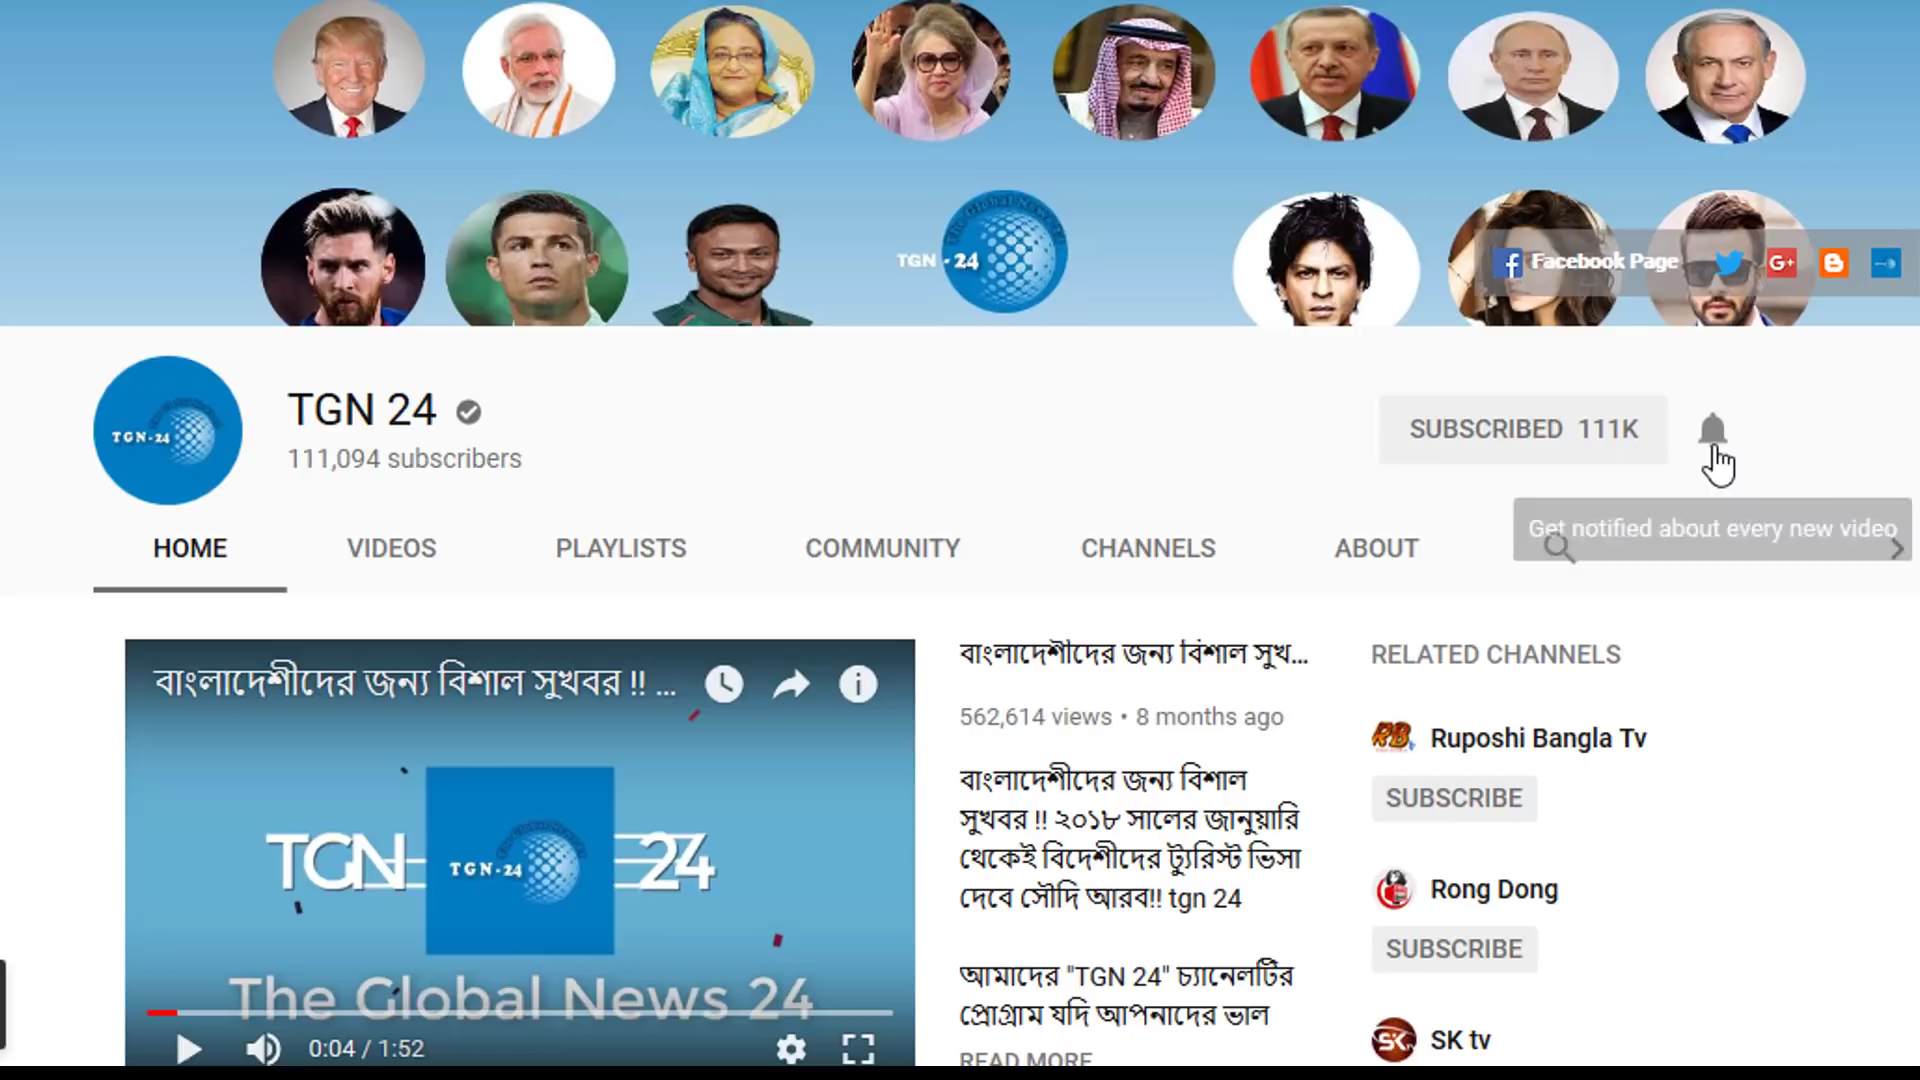 TGN - 24
Facebook Page
TGN-24
TGN 24
111,094 subscribers
SUBSCRIBED 111K
Get notified about every new video
HOME
VIDEOS
PLAYLISTS
COMMUNITY
CHANNELS
ABOUT
বাংলাদেশীদের জন্য বিশাল সুখবর !! ...
TGN
TGN-24
24
The Global News 24
0:04 / 1:52
বাংলাদেশীদের জন্য বিশাল সুখ...
562,614 views • 8 months ago
বাংলাদেশীদের জন্য বিশাল
সুখবর !! ২০১৮ সালের জানুয়ারি
থেকেই বিদেশীদের ট্যুরিস্ট ভিসা
দেবে সৌদি আরব!! tgn 24
আমাদের "TGN 24" চ্যানেলটির
প্রোগ্রাম যদি আপনাদের ভাল
READ MORE
RELATED CHANNELS
Ruposhi Bangla Tv
SUBSCRIBE
Rong Dong
SUBSCRIBE
SK tv